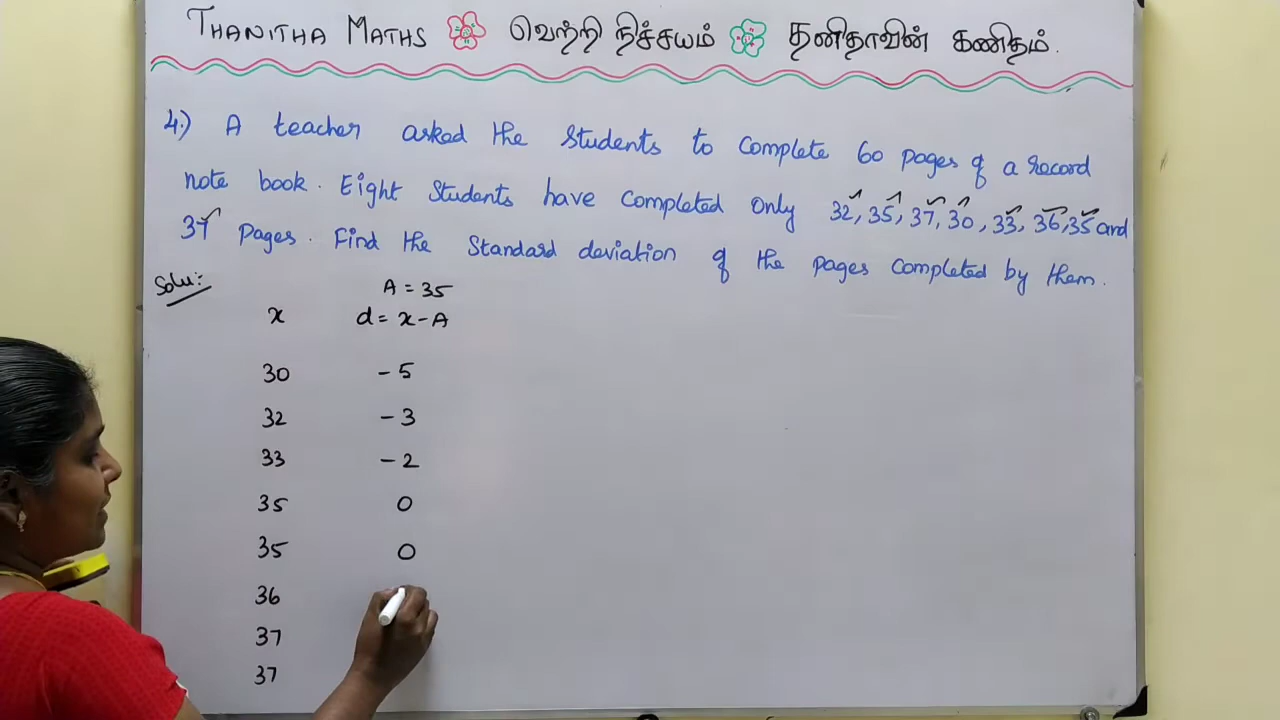 THANITHA MATHS வெற்றி நிச்சயம் தனிதாவின் கணிதம்.
4.) A teacher asked the students to complete 60 pages of a record
note book. Eight students have completed only 32, 35, 37, 30, 33, 36, 35 and
37 pages. Find the standard deviation of the pages completed by them.
Solu:-
A = 35
x d = x - A
30 - 5
32 - 3
33 - 2
35 0
35 0
36
37
37